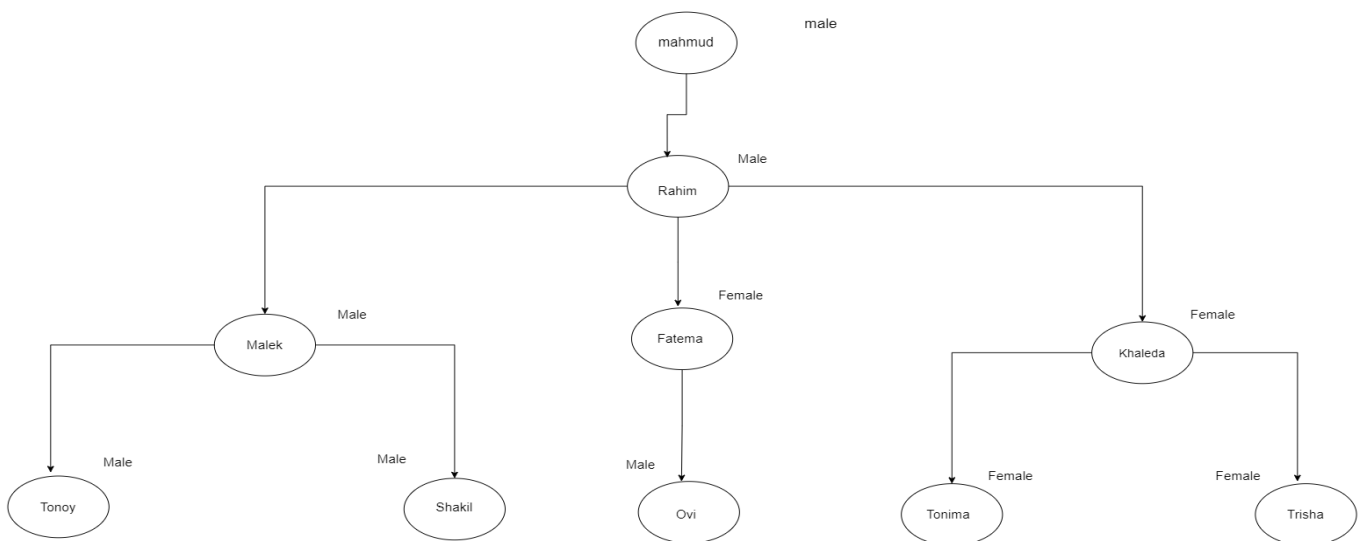 male
mahmud
Male
Rahim
Male
Female
Female
Malek
Fatema
Khaleda
Male
Male
Male
Female
Female
Tonoy
Shakil
Ovi
Tonima
Trisha